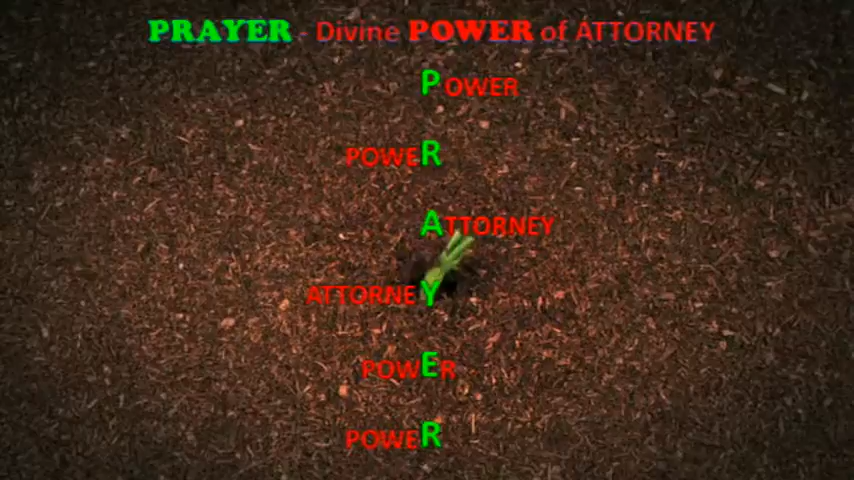 PRAYER - Divine POWER of ATTORNEY
POWER
POWER
ATTORNEY
ATTORNEY
POWER
POWER